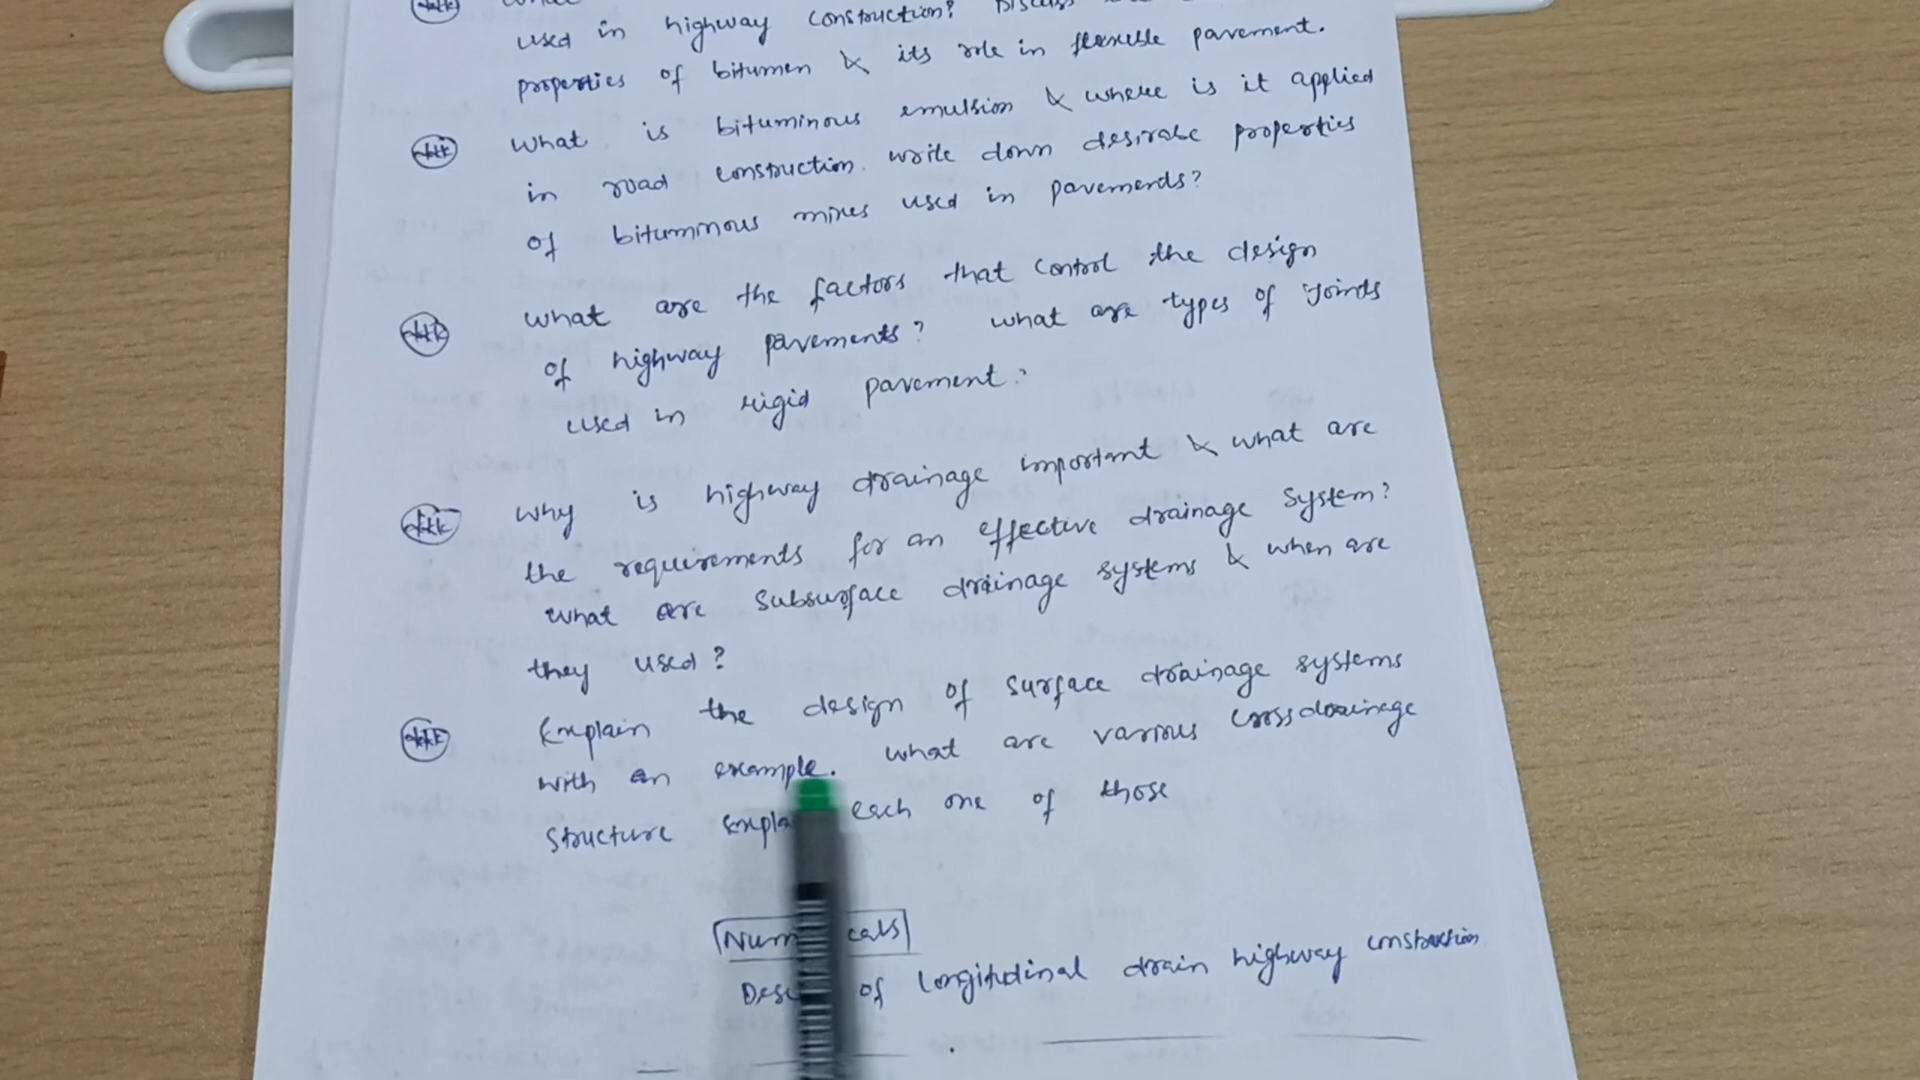 used in highway construction? Discuss
properties of bitumen & its role in flexible pavement.
what is bituminous emulsion & where is it applied
in road construction. write down desirable properties
of bituminous mixes used in pavements?
what are the factors that control the design
of highway pavements? what are types of Joints
used in rigid pavement?
why is highway drainage important & what are
the requirements for an effective drainage system?
what are subsurface drainage systems & when are
they used?
Explain the design of surface drainage systems
with an example. what are various cross drainage
structure each one of those
of longitudinal drain highway construction